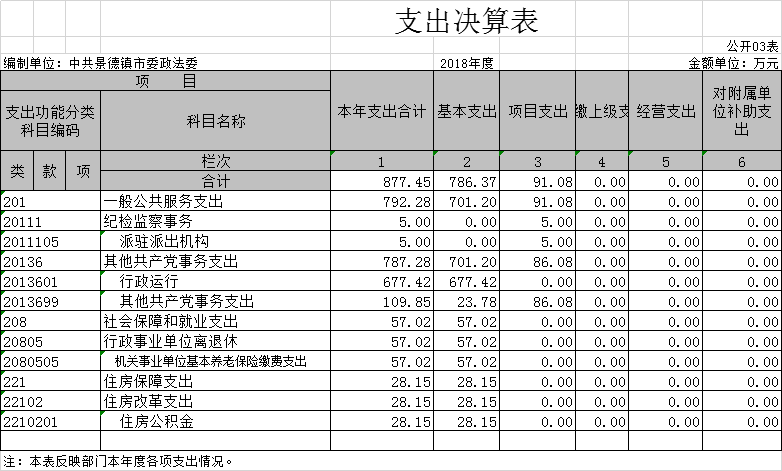 支出决算表
公开03表
编制单位：中共景德镇市委政法委 2018年度 金额单位：万元
项 目 本年支出合计 基本支出 项目支出 缴上级支 经营支出 对附属单位补助支出
支出功能分类科目编码 科目名称
类 款 项 栏次 1 2 3 4 5 6
合计 877.45 786.37 91.08 0.00 0.00 0.00
201 一般公共服务支出 792.28 701.20 91.08 0.00 0.00 0.00
20111 纪检监察事务 5.00 0.00 5.00 0.00 0.00 0.00
2011105 派驻派出机构 5.00 0.00 5.00 0.00 0.00 0.00
20136 其他共产党事务支出 787.28 701.20 86.08 0.00 0.00 0.00
2013601 行政运行 677.42 677.42 0.00 0.00 0.00 0.00
2013699 其他共产党事务支出 109.85 23.78 86.08 0.00 0.00 0.00
208 社会保障和就业支出 57.02 57.02 0.00 0.00 0.00 0.00
20805 行政事业单位离退休 57.02 57.02 0.00 0.00 0.00 0.00
2080505 机关事业单位基本养老保险缴费支出 57.02 57.02 0.00 0.00 0.00 0.00
221 住房保障支出 28.15 28.15 0.00 0.00 0.00 0.00
22102 住房改革支出 28.15 28.15 0.00 0.00 0.00 0.00
2210201 住房公积金 28.15 28.15 0.00 0.00 0.00 0.00
注：本表反映部门本年度各项支出情况。